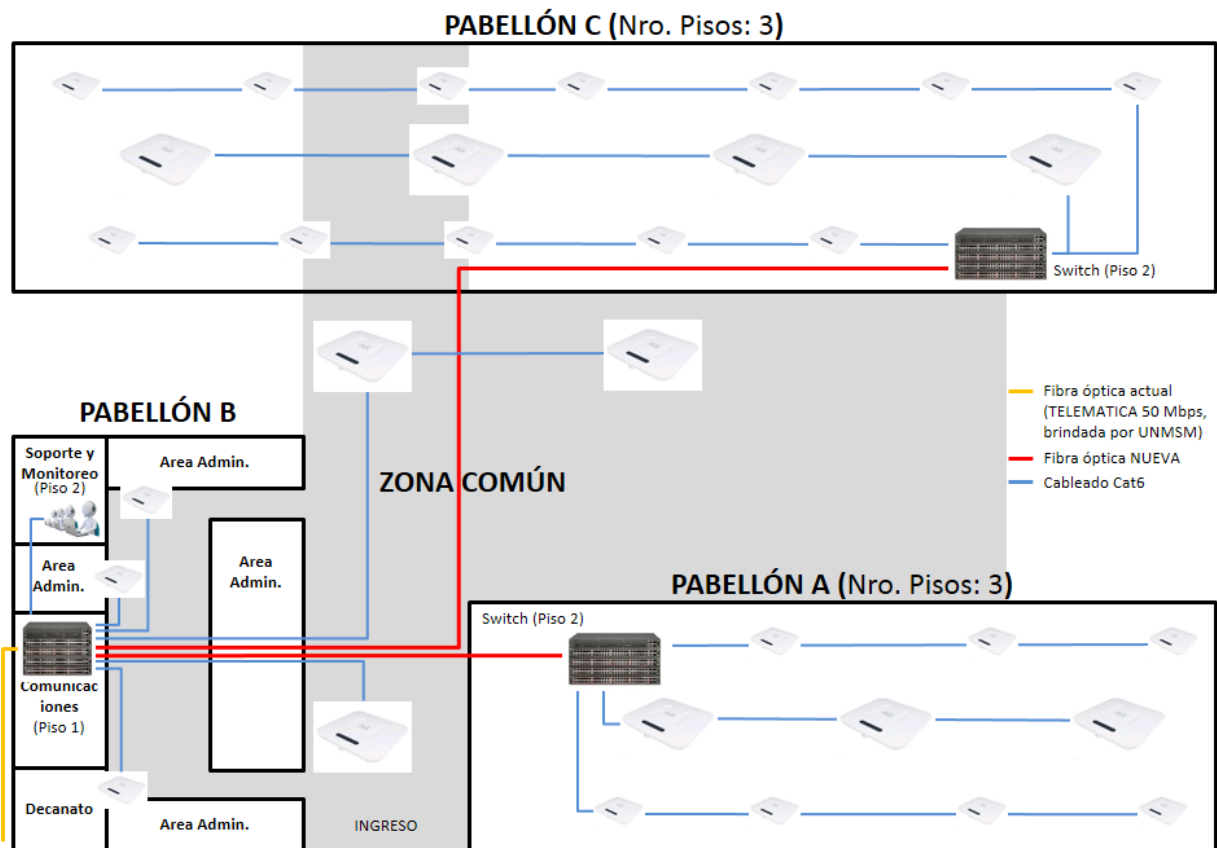 PABELLÓN C (Nro. Pisos: 3)
Switch (Piso 2)
Fibra óptica actual
(TELEMATICA 50 Mbps,
brindada por UNMSM)
Fibra óptica NUEVA
Cableado Cat6
PABELLÓN B
Soporte y
Monitoreo
(Piso 2)
Area Admin.
ZONA COMÚN
Area
Admin.
Area
Admin.
Comunicac
iones
(Piso 1)
Decanato
Area Admin.
INGRESO
PABELLÓN A (Nro. Pisos: 3)
Switch (Piso 2)